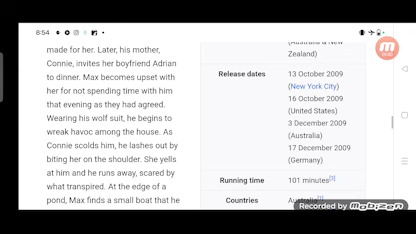 8:54
made for her. Later, his mother,
Connie, invites her boyfriend Adrian
to dinner. Max becomes upset with
her for not spending time with him
that evening as they had agreed.
Wearing his wolf suit, he begins to
wreak havoc among the house. As
Connie scolds him, he lashes out by
biting her on the shoulder. She yells
at him and he runs away, scared by
what transpired. At the edge of a
pond, Max finds a small boat that he
(Australia & New
Zealand)
Release dates
13 October 2009
(New York City)
16 October 2009
(United States)
3 December 2009
(Australia)
17 December 2009
(Germany)
Running time
101 minutes
Countries
Australia
Recorded by Mobizen